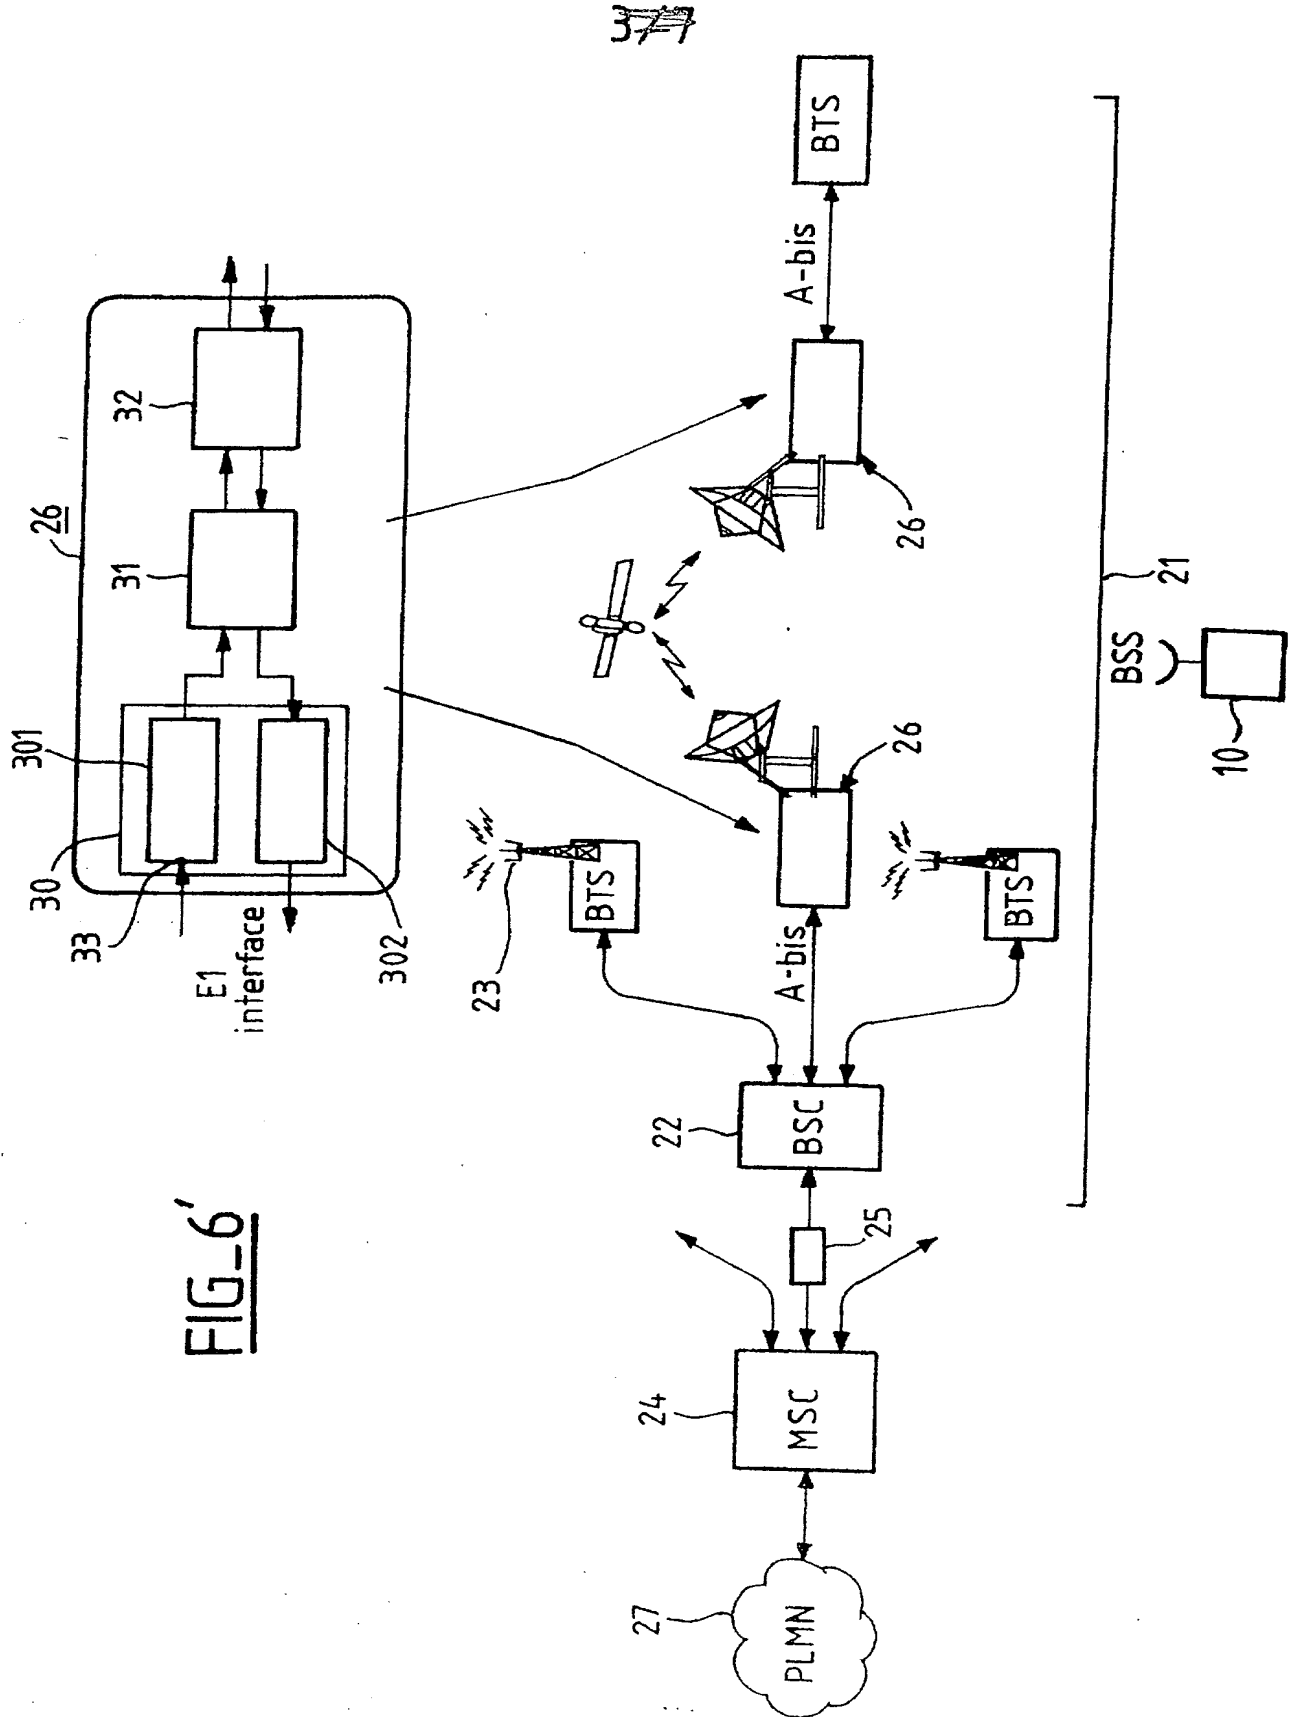 3/7
FIG_6'
26
30
301
31
32
33
E1
interface
302
23
BTS
BTS
A-bis
A-bis
BTS
26
26
22
BSC
25
24
MSC
27
PLMN
21
BSS
10